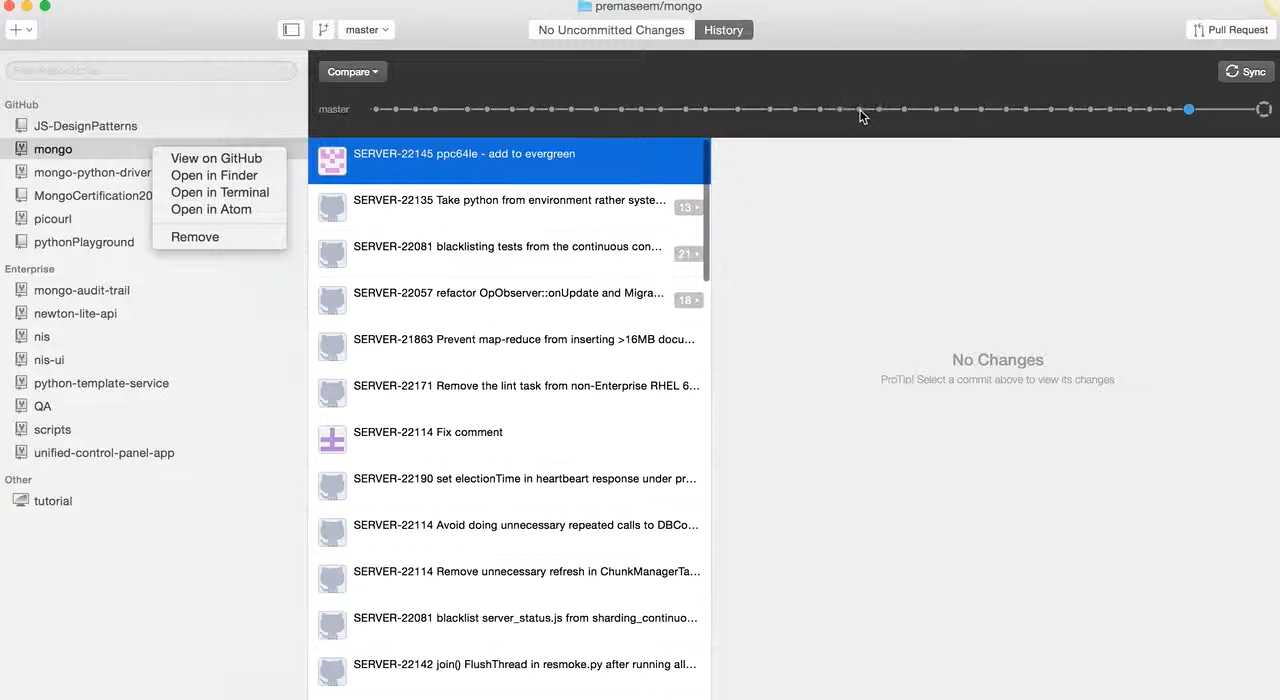 premaseem/mongo
master
No Uncommitted Changes
History
Pull Request
GitHub
JS-DesignPatterns
mongo
mongo-python-driver
MongoCertification20
picourl
pythonPlayground
Enterprise
mongo-audit-trail
newton-lite-api
nis
nis-ui
python-template-service
QA
scripts
unified-control-panel-app
Other
tutorial
View on GitHub
Open in Finder
Open in Terminal
Open in Atom
Remove
Compare
Sync
master
SERVER-22145 ppc64le - add to evergreen
SERVER-22135 Take python from environment rather syste...
13
SERVER-22081 blacklisting tests from the continuous con...
21
SERVER-22057 refactor OpObserver::onUpdate and Migra...
18
SERVER-21863 Prevent map-reduce from inserting >16MB docu...
SERVER-22171 Remove the lint task from non-Enterprise RHEL 6...
SERVER-22114 Fix comment
SERVER-22190 set electionTime in heartbeart response under pr...
SERVER-22114 Avoid doing unnecessary repeated calls to DBCo...
SERVER-22114 Remove unnecessary refresh in ChunkManagerTa...
SERVER-22081 blacklist server_status.js from sharding_continuo...
SERVER-22142 join() FlushThread in resmoke.py after running all...
No Changes
ProTip! Select a commit above to view its changes